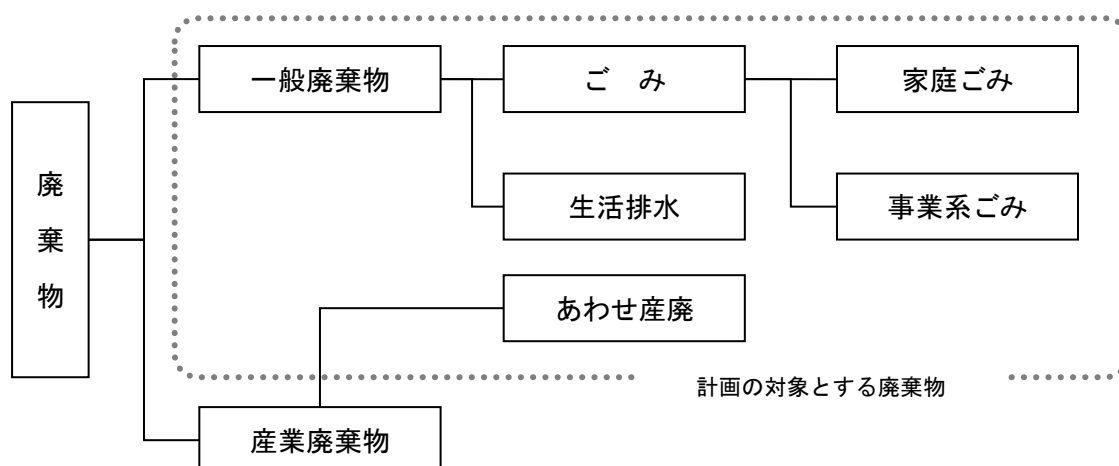 廃棄物
一般廃棄物
ご　み
家庭ごみ
生活排水
事業系ごみ
あわせ産廃
計画の対象とする廃棄物
産業廃棄物